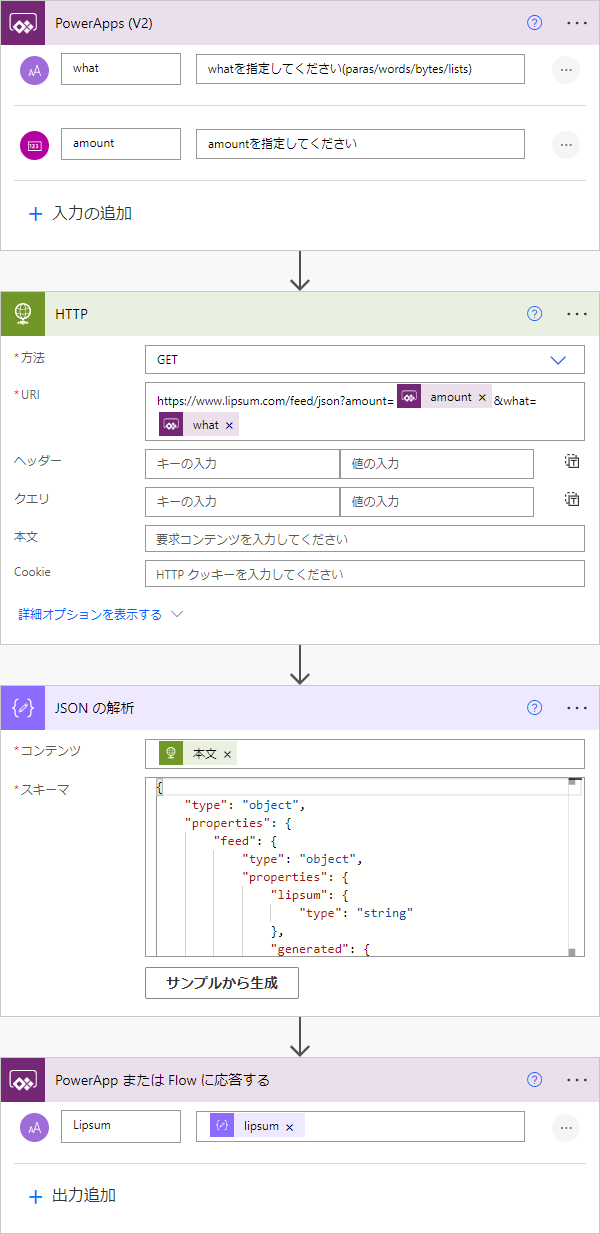 PowerApps (V2)
what
whatを指定してください(paras/words/bytes/lists)
amount
amountを指定してください
入力の追加
HTTP
*方法
GET
*URI
https://www.lipsum.com/feed/json?amount= amount × &what=
what ×
ヘッダー
キーの入力
値の入力
クエリ
キーの入力
値の入力
本文
要求コンテンツを入力してください
Cookie
HTTP クッキーを入力してください
詳細オプションを表示する
JSON の解析
*コンテンツ
本文 ×
*スキーマ
{
"type": "object",
"properties": {
"feed": {
"type": "object",
"properties": {
"lipsum": {
"type": "string"
},
"generated": {
サンプルから生成
PowerApp または Flow に応答する
Lipsum
lipsum ×
出力追加